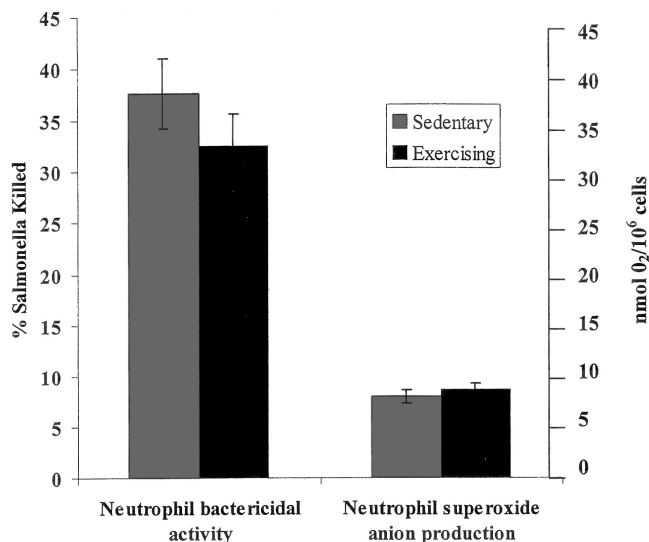 45
40
35
30
25
20
15
10
5
0
% Salmonella Killed
Sedentary
Exercising
45
40
35
30
25
20
15
10
5
0
nmol 0₂/10⁶ cells
Neutrophil bactericidal
activity
Neutrophil superoxide
anion production